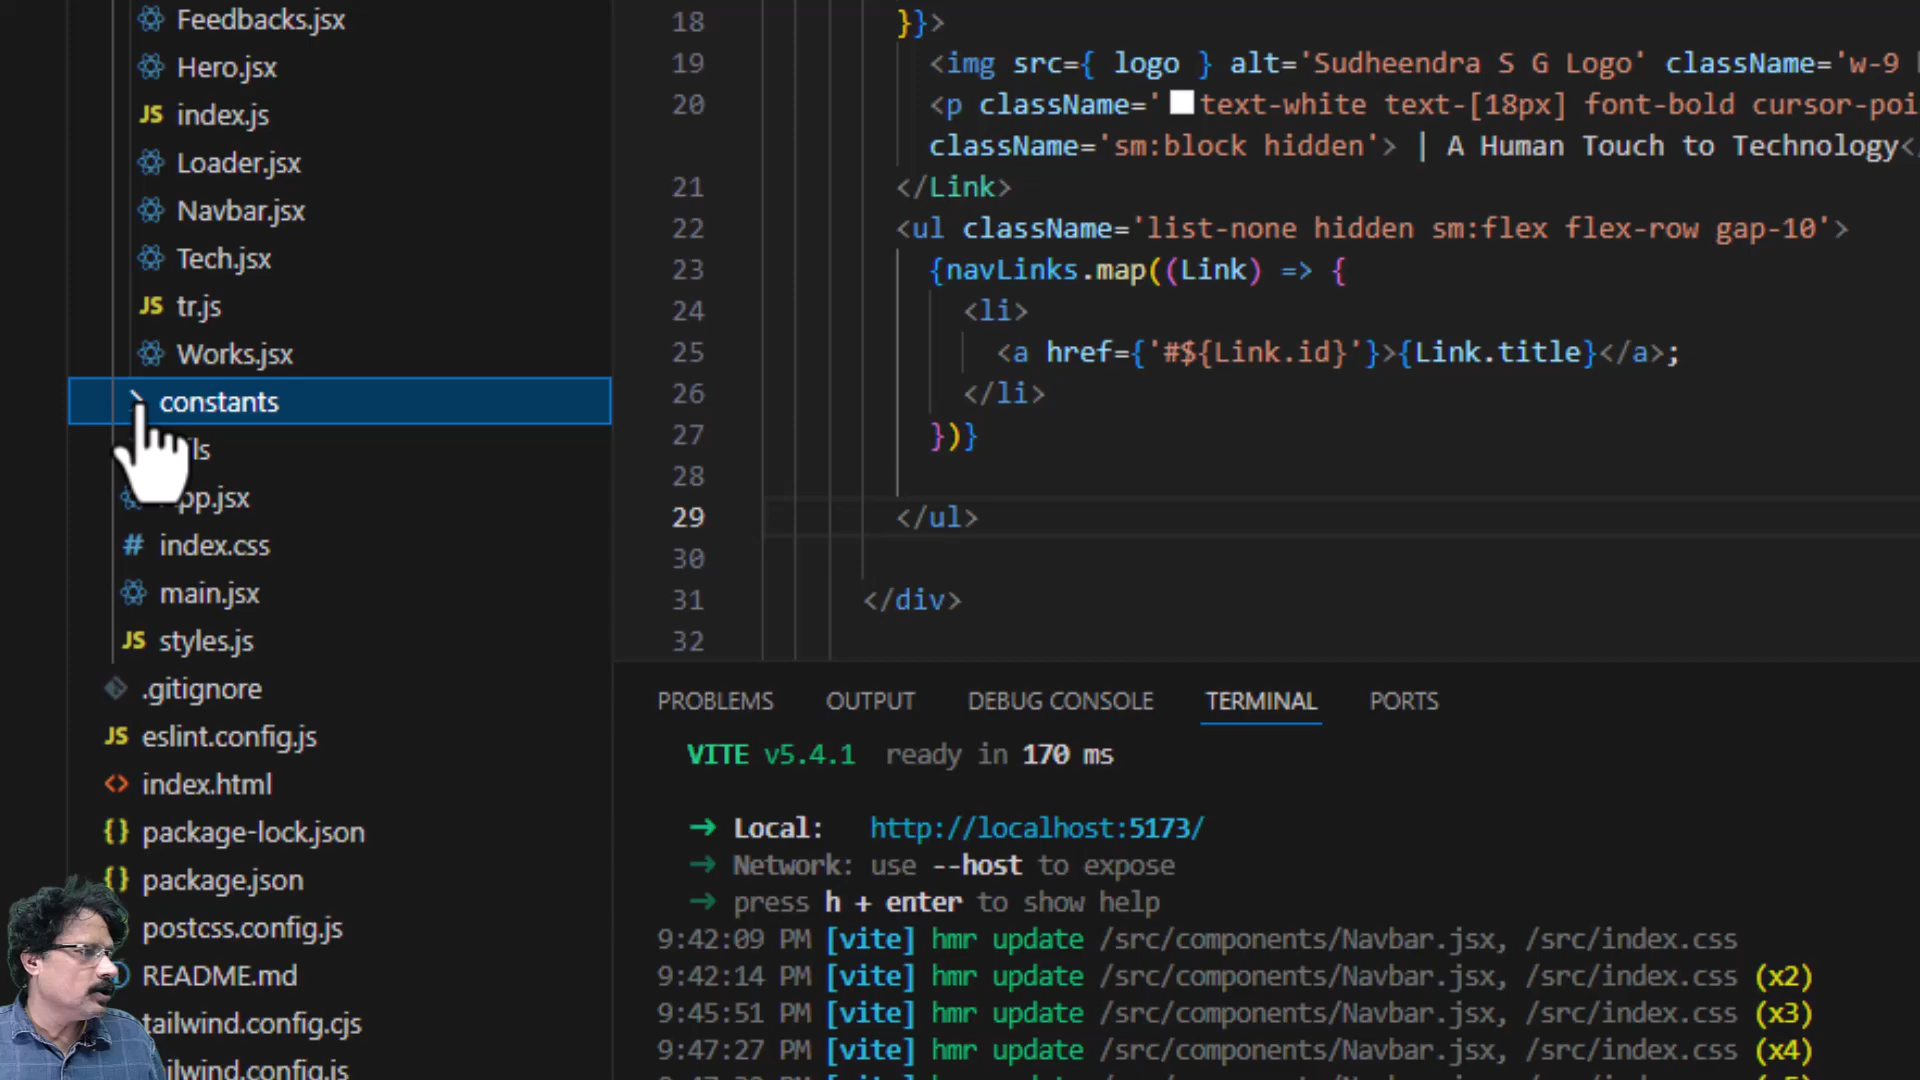 Feedbacks.jsx
Hero.jsx
JS index.js
Loader.jsx
Navbar.jsx
Tech.jsx
JS tr.js
Works.jsx
constants
ls
pp.jsx
# index.css
main.jsx
JS styles.js
.gitignore
JS eslint.config.js
<> index.html
{} package-lock.json
{} package.json
postcss.config.js
README.md
tailwind.config.cjs
ilwind.config.js
18 }}>
19 <img src={ logo } alt='Sudheendra S G Logo' className='w-9
20 <p className='text-white text-[18px] font-bold cursor-poi
className='sm:block hidden'> | A Human Touch to Technology<
21 </Link>
22 <ul className='list-none hidden sm:flex flex-row gap-10'>
23 {navLinks.map((Link) => {
24 <li>
25 <a href={'#${Link.id}'}>{Link.title}</a>;
26 </li>
27 })}
28
29 </ul>
30
31 </div>
32
PROBLEMS OUTPUT DEBUG CONSOLE TERMINAL PORTS
VITE v5.4.1 ready in 170 ms
➜ Local: http://localhost:5173/
➜ Network: use --host to expose
➜ press h + enter to show help
9:42:09 PM [vite] hmr update /src/components/Navbar.jsx, /src/index.css
9:42:14 PM [vite] hmr update /src/components/Navbar.jsx, /src/index.css (x2)
9:45:51 PM [vite] hmr update /src/components/Navbar.jsx, /src/index.css (x3)
9:47:27 PM [vite] hmr update /src/components/Navbar.jsx, /src/index.css (x4)